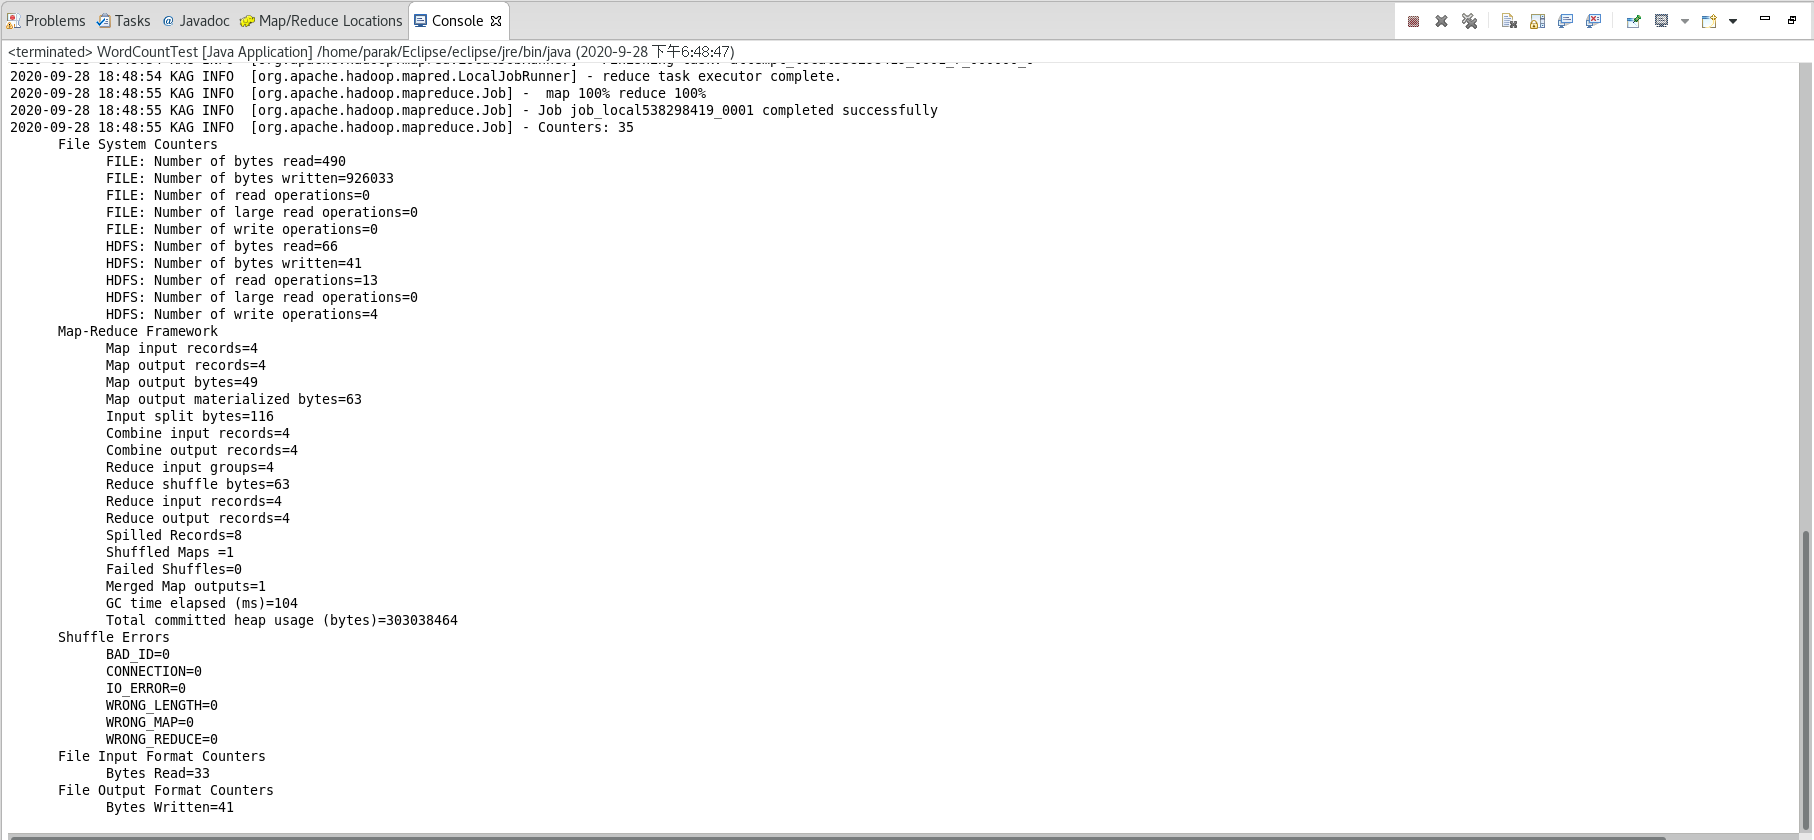 Problems Tasks @ Javadoc Map/Reduce Locations Console
<terminated> WordCountTest [Java Application] /home/parak/Eclipse/eclipse/jre/bin/java (2020-9-28 下午6:48:47)
2020-09-28 18:48:54 KAG INFO  [org.apache.hadoop.mapred.LocalJobRunner] - reduce task executor complete.
2020-09-28 18:48:55 KAG INFO  [org.apache.hadoop.mapreduce.Job] -  map 100% reduce 100%
2020-09-28 18:48:55 KAG INFO  [org.apache.hadoop.mapreduce.Job] - Job job_local538298419_0001 completed successfully
2020-09-28 18:48:55 KAG INFO  [org.apache.hadoop.mapreduce.Job] - Counters: 35
File System Counters
FILE: Number of bytes read=490
FILE: Number of bytes written=926033
FILE: Number of read operations=0
FILE: Number of large read operations=0
FILE: Number of write operations=0
HDFS: Number of bytes read=66
HDFS: Number of bytes written=41
HDFS: Number of read operations=13
HDFS: Number of large read operations=0
HDFS: Number of write operations=4
Map-Reduce Framework
Map input records=4
Map output records=4
Map output bytes=49
Map output materialized bytes=63
Input split bytes=116
Combine input records=4
Combine output records=4
Reduce input groups=4
Reduce shuffle bytes=63
Reduce input records=4
Reduce output records=4
Spilled Records=8
Shuffled Maps =1
Failed Shuffles=0
Merged Map outputs=1
GC time elapsed (ms)=104
Total committed heap usage (bytes)=303038464
Shuffle Errors
BAD_ID=0
CONNECTION=0
IO_ERROR=0
WRONG_LENGTH=0
WRONG_MAP=0
WRONG_REDUCE=0
File Input Format Counters
Bytes Read=33
File Output Format Counters
Bytes Written=41